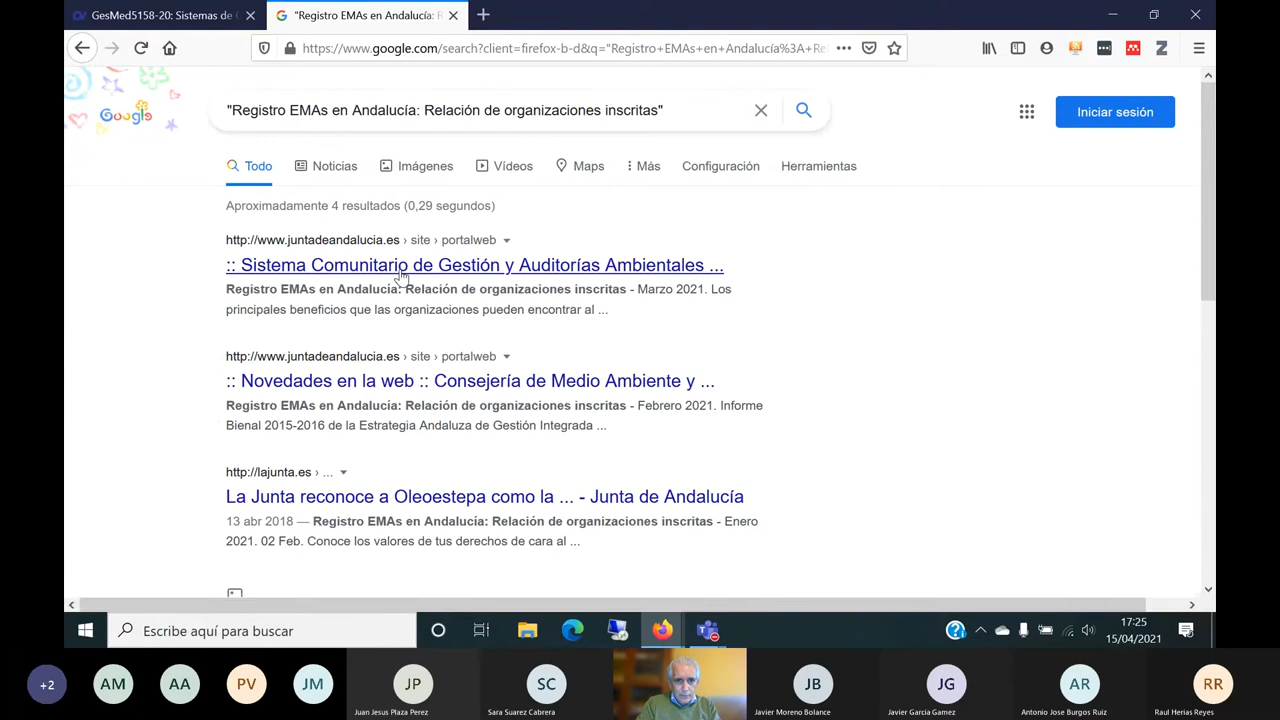 GesMed5158-20: Sistemas de
"Registro EMAs en Andalucía: R
https://www.google.com/search?client=firefox-b-d&q="Registro+EMAs+en+Andalucía%3A+Re
Google
"Registro EMAs en Andalucía: Relación de organizaciones inscritas"
Iniciar sesión
Todo Noticias Imágenes Vídeos Maps Más Configuración Herramientas
Aproximadamente 4 resultados (0,29 segundos)
http://www.juntadeandalucia.es › site › portalweb
:: Sistema Comunitario de Gestión y Auditorías Ambientales ...
Registro EMAs en Andalucía: Relación de organizaciones inscritas - Marzo 2021. Los
principales beneficios que las organizaciones pueden encontrar al ...
http://www.juntadeandalucia.es › site › portalweb
:: Novedades en la web :: Consejería de Medio Ambiente y ...
Registro EMAs en Andalucía: Relación de organizaciones inscritas - Febrero 2021. Informe
Bienal 2015-2016 de la Estrategia Andaluza de Gestión Integrada ...
http://lajunta.es › ...
La Junta reconoce a Oleoestepa como la ... - Junta de Andalucía
13 abr 2018 — Registro EMAs en Andalucía: Relación de organizaciones inscritas - Enero
2021. 02 Feb. Conoce los valores de tus derechos de cara al ...
Escribe aquí para buscar
17:25
15/04/2021
+2 AM AA PV JM JP SC JB JG AR RR
Juan Jesus Plaza Perez
Sara Suarez Cabrera
Javier Moreno Bolance
Javier Garcia Gamez
Antonio Jose Burgos Ruiz
Raul Herias Reyes